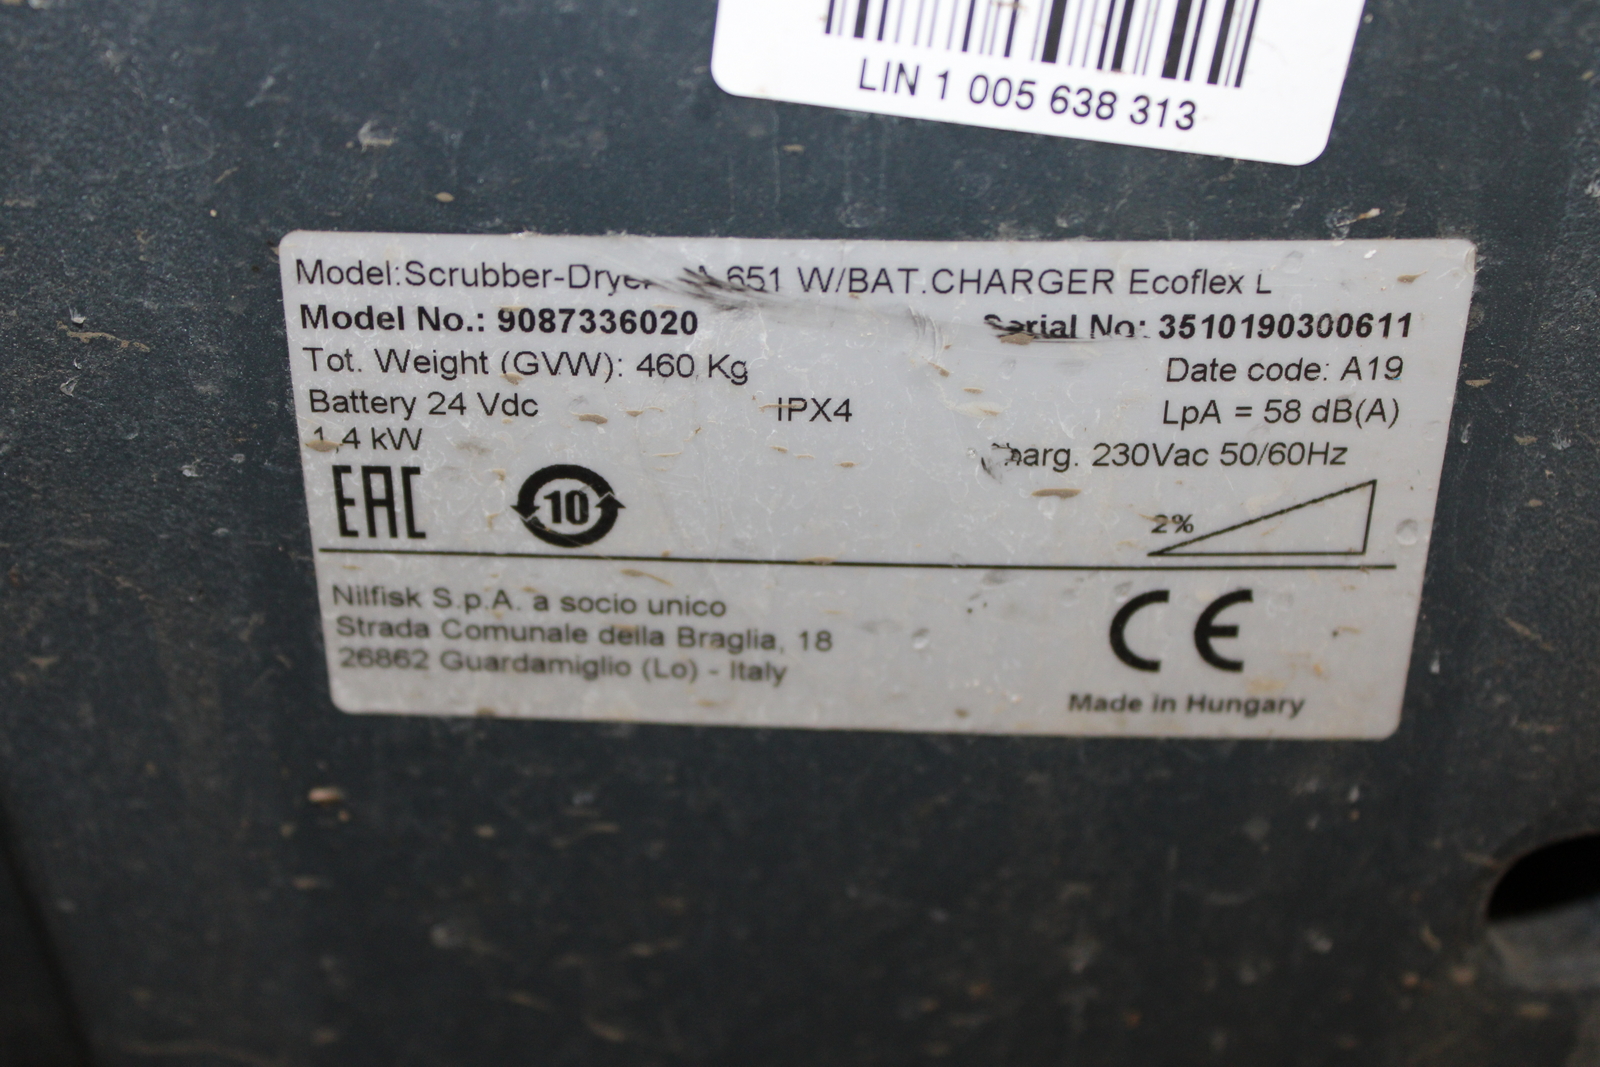 LIN 1 005 638 313
Model:Scrubber-Dryer 651 W/BAT.CHARGER Ecoflex L
Model No.: 9087336020
Serial No: 3510190300611
Tot. Weight (GVW): 460 Kg
Date code: A19
Battery 24 Vdc
IPX4
LpA = 58 dB(A)
1,4 kW
Charg. 230Vac 50/60Hz
EAC
10
2%
Nilfisk S.p.A. a socio unico
Strada Comunale della Braglia, 18
26862 Guardamiglio (Lo) - Italy
CE
Made in Hungary